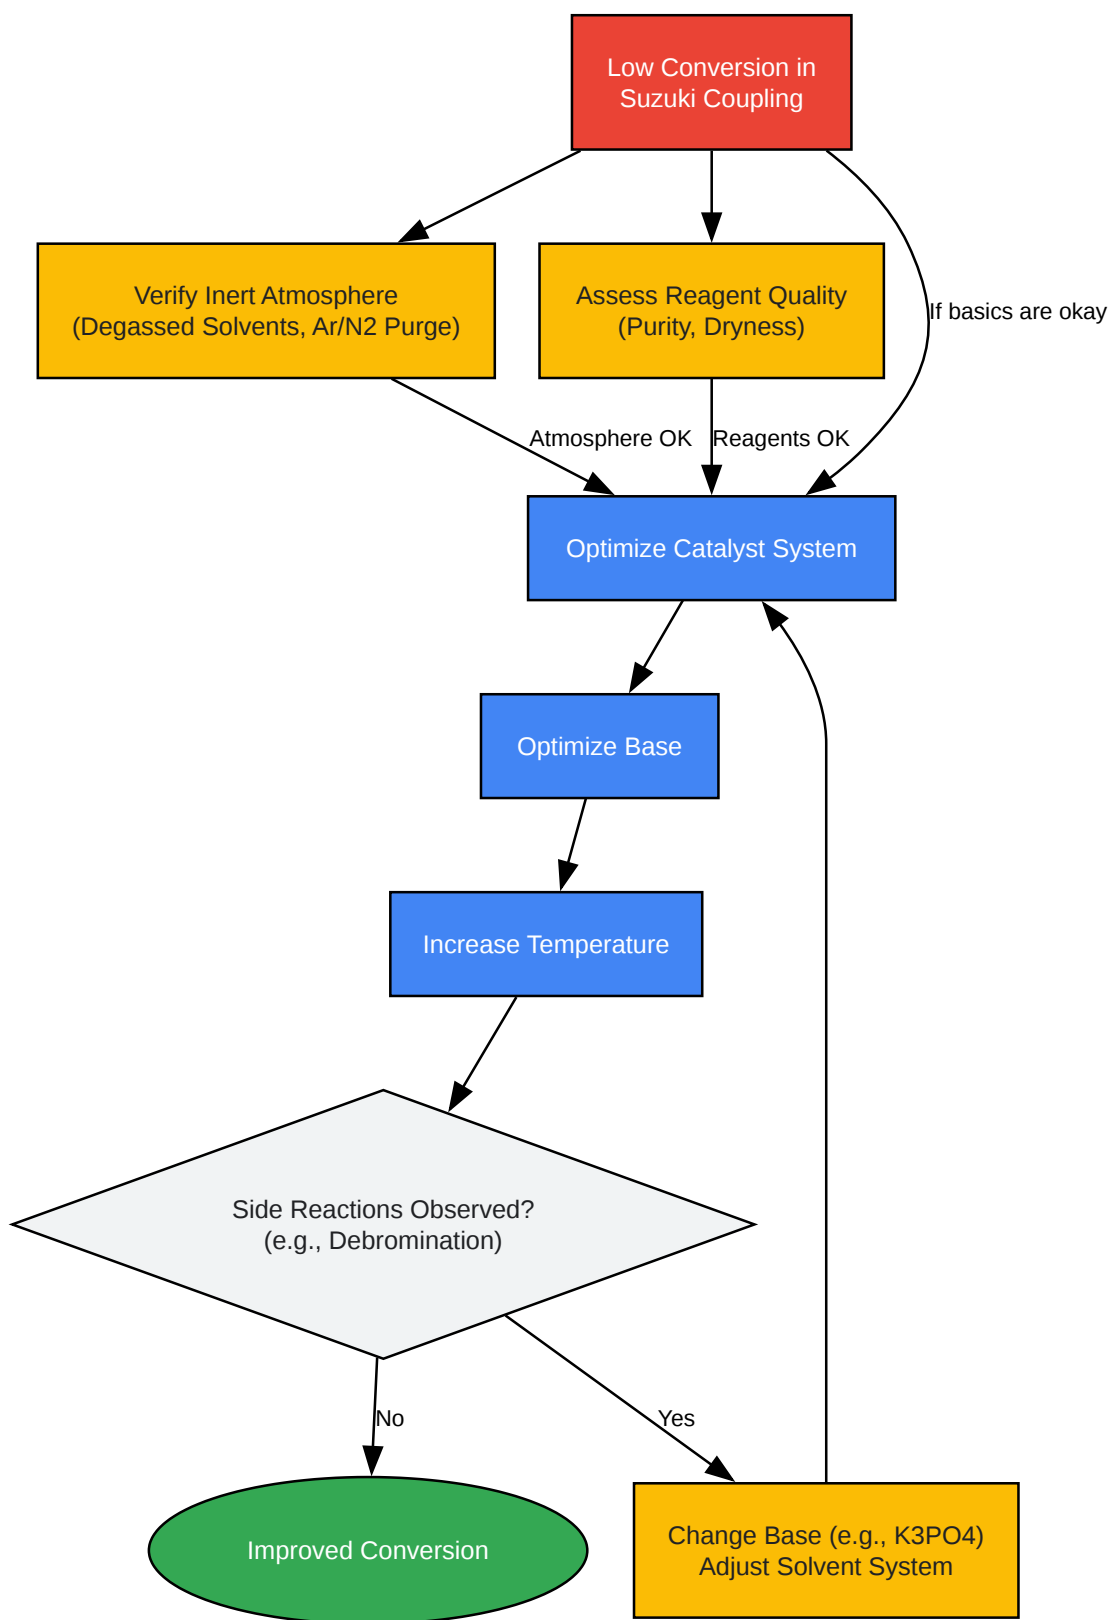 Low Conversion in
Suzuki Coupling
Verify Inert Atmosphere
(Degassed Solvents, Ar/N2 Purge)
Assess Reagent Quality
(Purity, Dryness)
If basics are okay
Atmosphere OK
Reagents OK
Optimize Catalyst System
Optimize Base
Increase Temperature
Side Reactions Observed?
(e.g., Debromination)
No
Yes
Improved Conversion
Change Base (e.g., K3PO4)
Adjust Solvent System